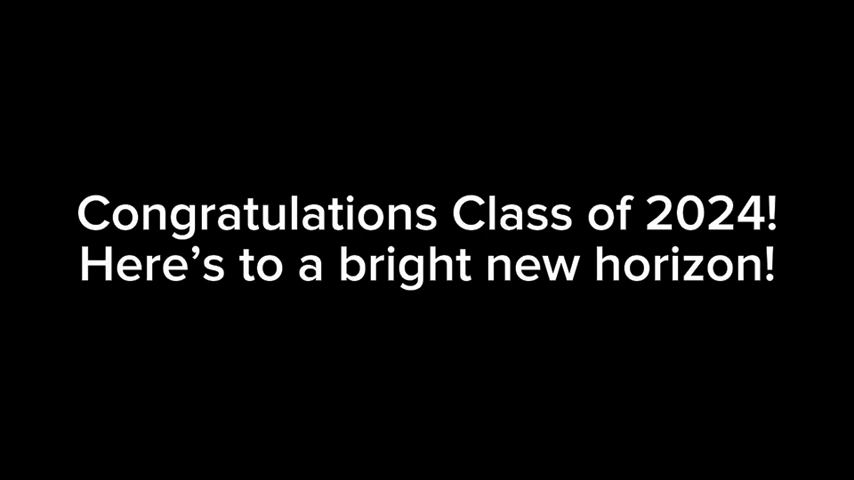 Congratulations Class of 2024!
Here’s to a bright new horizon!